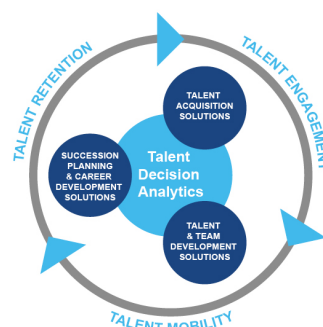 TALENT RETENTION
TALENT ENGAGEMENT
TALENT
ACQUISITION
SOLUTIONS
SUCCESSION
PLANNING
& CAREER
DEVELOPMENT
SOLUTIONS
Talent
Decision
Analytics
TALENT
& TEAM
DEVELOPMENT
SOLUTIONS
TALENT MOBILITY